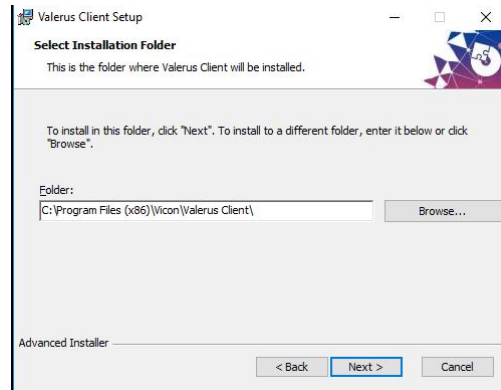 Valerus Client Setup
Select Installation Folder
This is the folder where Valerus Client will be installed.
To install in this folder, click "Next". To install to a different folder, enter it below or click
"Browse".
Folder:
C:\Program Files (x86)\Vicon\Valerus Client\
Browse...
Advanced Installer
< Back
Next >
Cancel